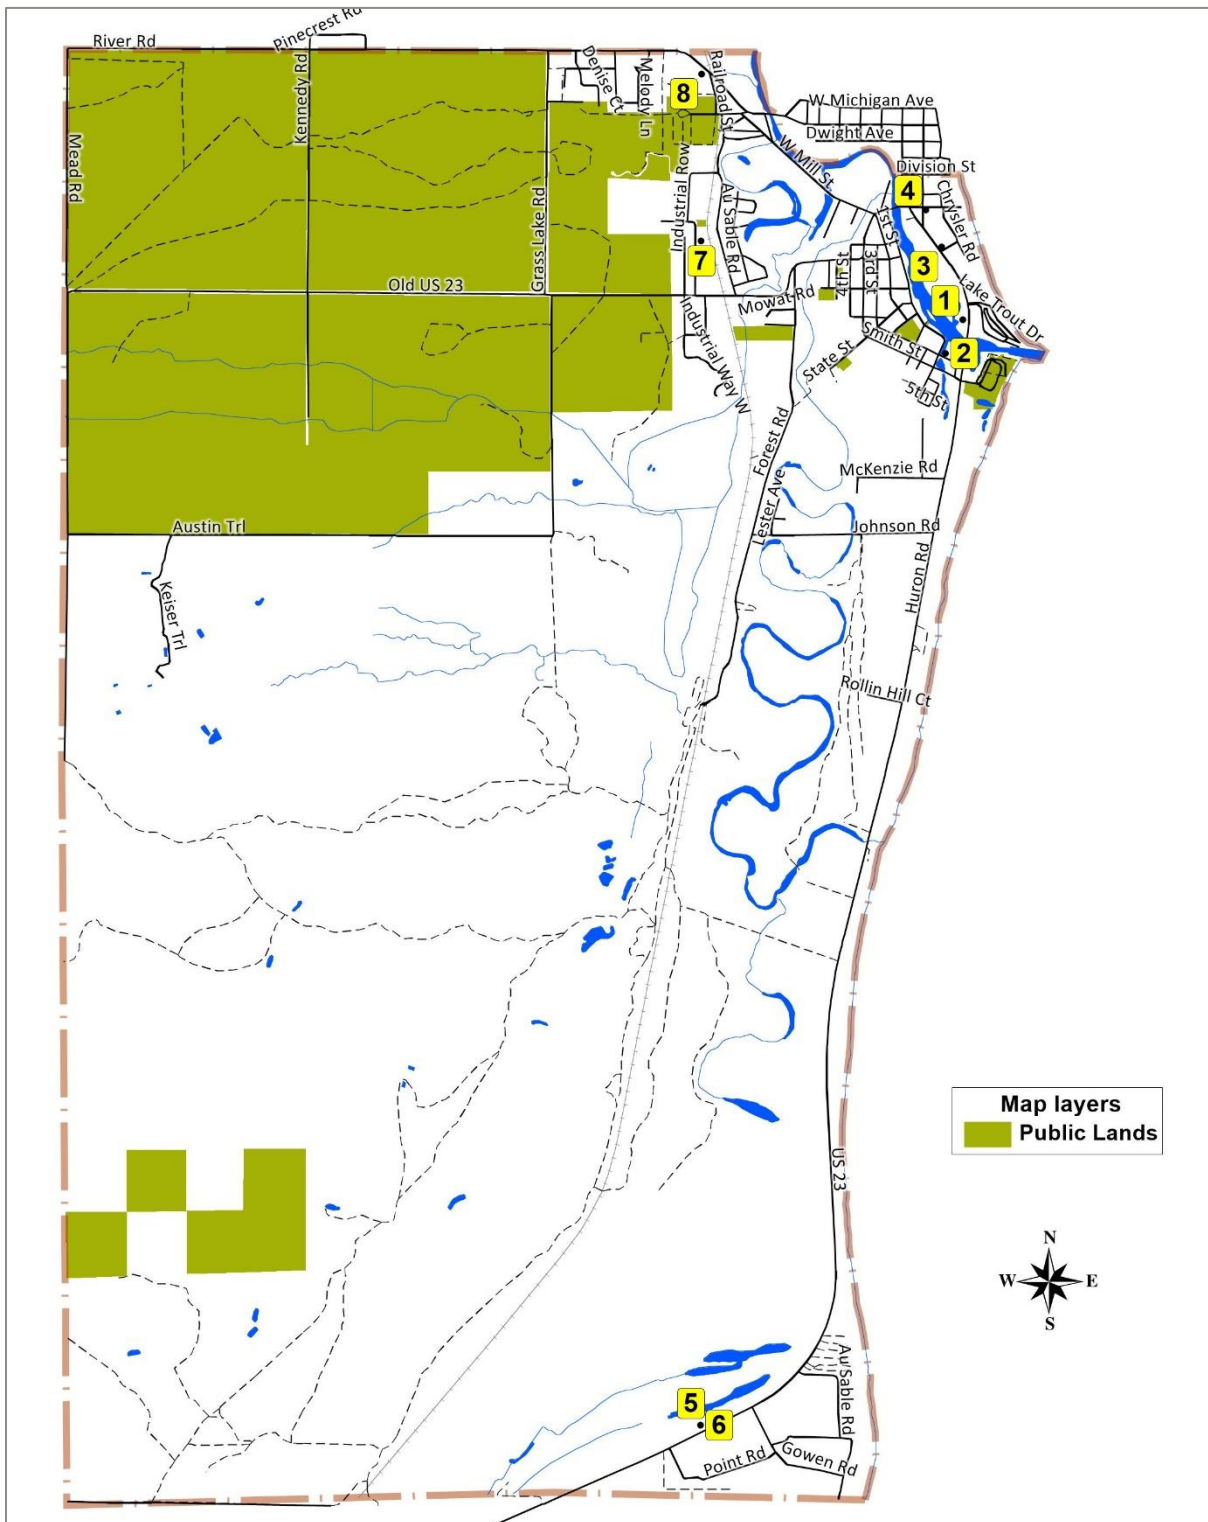 Pinecrest Rd
River Rd
Kennedy Rd
Mead Rd
Denise Ct
Melody Ln
Railroad St
8
W Michigan Ave
Dwight Ave
W Mill St
Division St
4
Chrysler Rd
Industrial Row
Au Sable Rd
1st St
Grass Lake Rd
7
4th St
3rd St
3
Old US 23
Mowat Rd
1
Lake Trout Dr
Industrial Way W
Smith St
2
State St
5th St
Forest Rd
McKenzie Rd
Lester Ave
Austin Trl
Johnson Rd
Huron Rd
Keiser Trl
Rollin Hill Ct
Map layers
Public Lands
US 23
N
W
E
S
Au Sable Rd
5
6
Point Rd
Gowen Rd